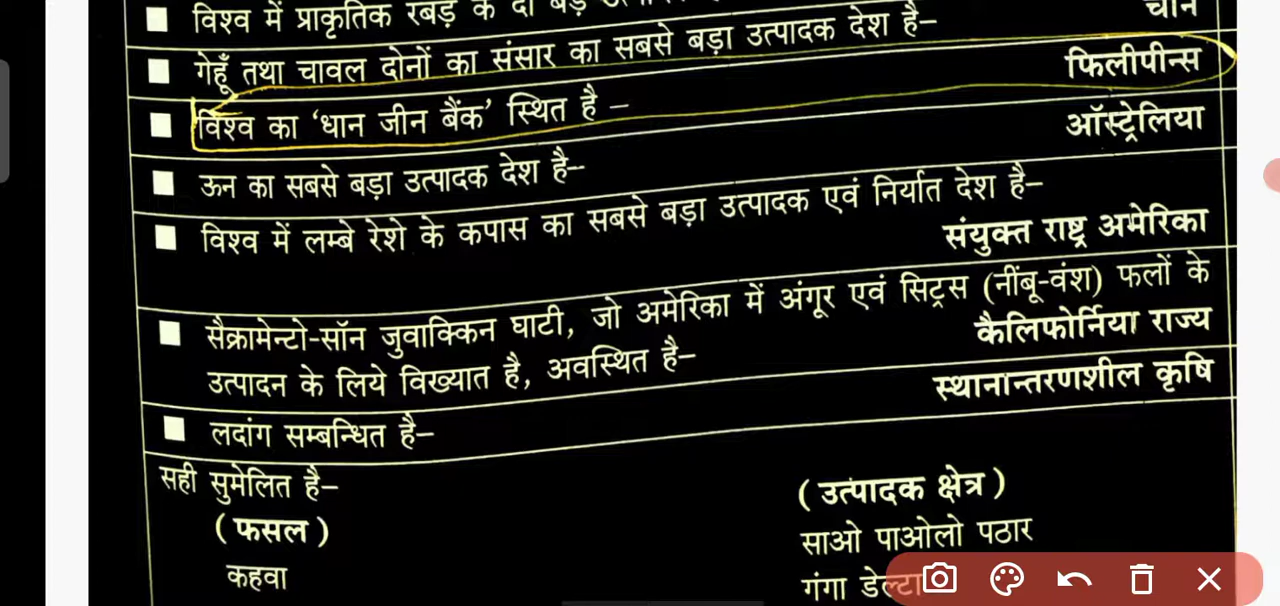 ■ विश्व में प्राकृतिक रबड़ के दो बड़े
चीन
■ गेहूँ तथा चावल दोनों का संसार का सबसे बड़ा उत्पादक देश है–
फिलीपीन्स
■ विश्व का ‘धान जीन बैंक’ स्थित है –
ऑस्ट्रेलिया
■ ऊन का सबसे बड़ा उत्पादक देश है–
■ विश्व में लम्बे रेशे के कपास का सबसे बड़ा उत्पादक एवं निर्यात देश है–
संयुक्त राष्ट्र अमेरिका
■ सैक्रामेन्टो-सॉन जुवाक्किन घाटी, जो अमेरिका में अंगूर एवं सिट्रस (नींबू-वंश) फलों के
उत्पादन के लिये विख्यात है, अवस्थित है–
कैलिफोर्निया राज्य
स्थानान्तरणशील कृषि
■ लदांग सम्बन्धित है–
सही सुमेलित है–
(फसल)
(उत्पादक क्षेत्र)
कहवा
साओ पाओलो पठार
गंगा डेल्टा